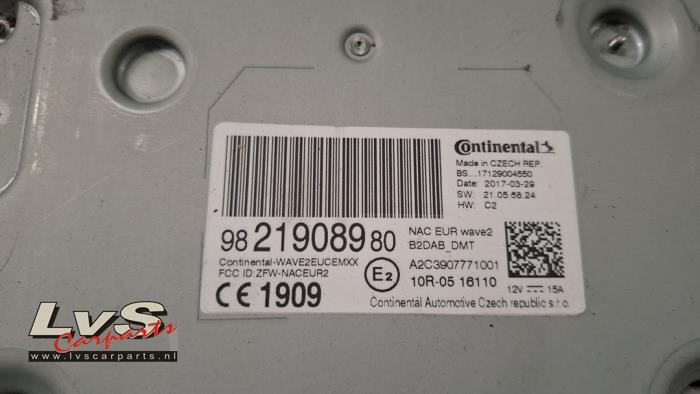 Continental
Made in CZECH REP.
BS....17129004550
Date: 2017-03-29
SW: 21.05.68.24
HW: C2
98 219089 80
NAC EUR wave2
B2DAB_DMT
Continental-WAVE2EUCEMXX
FCC ID:ZFW-NACEUR2
E2
A2C3907771001
10R-05 16110
12V 15A
CE 1909
Continental Automotive Czech republic s.r.o.
LvS
Carparts
www.lvscarparts.nl